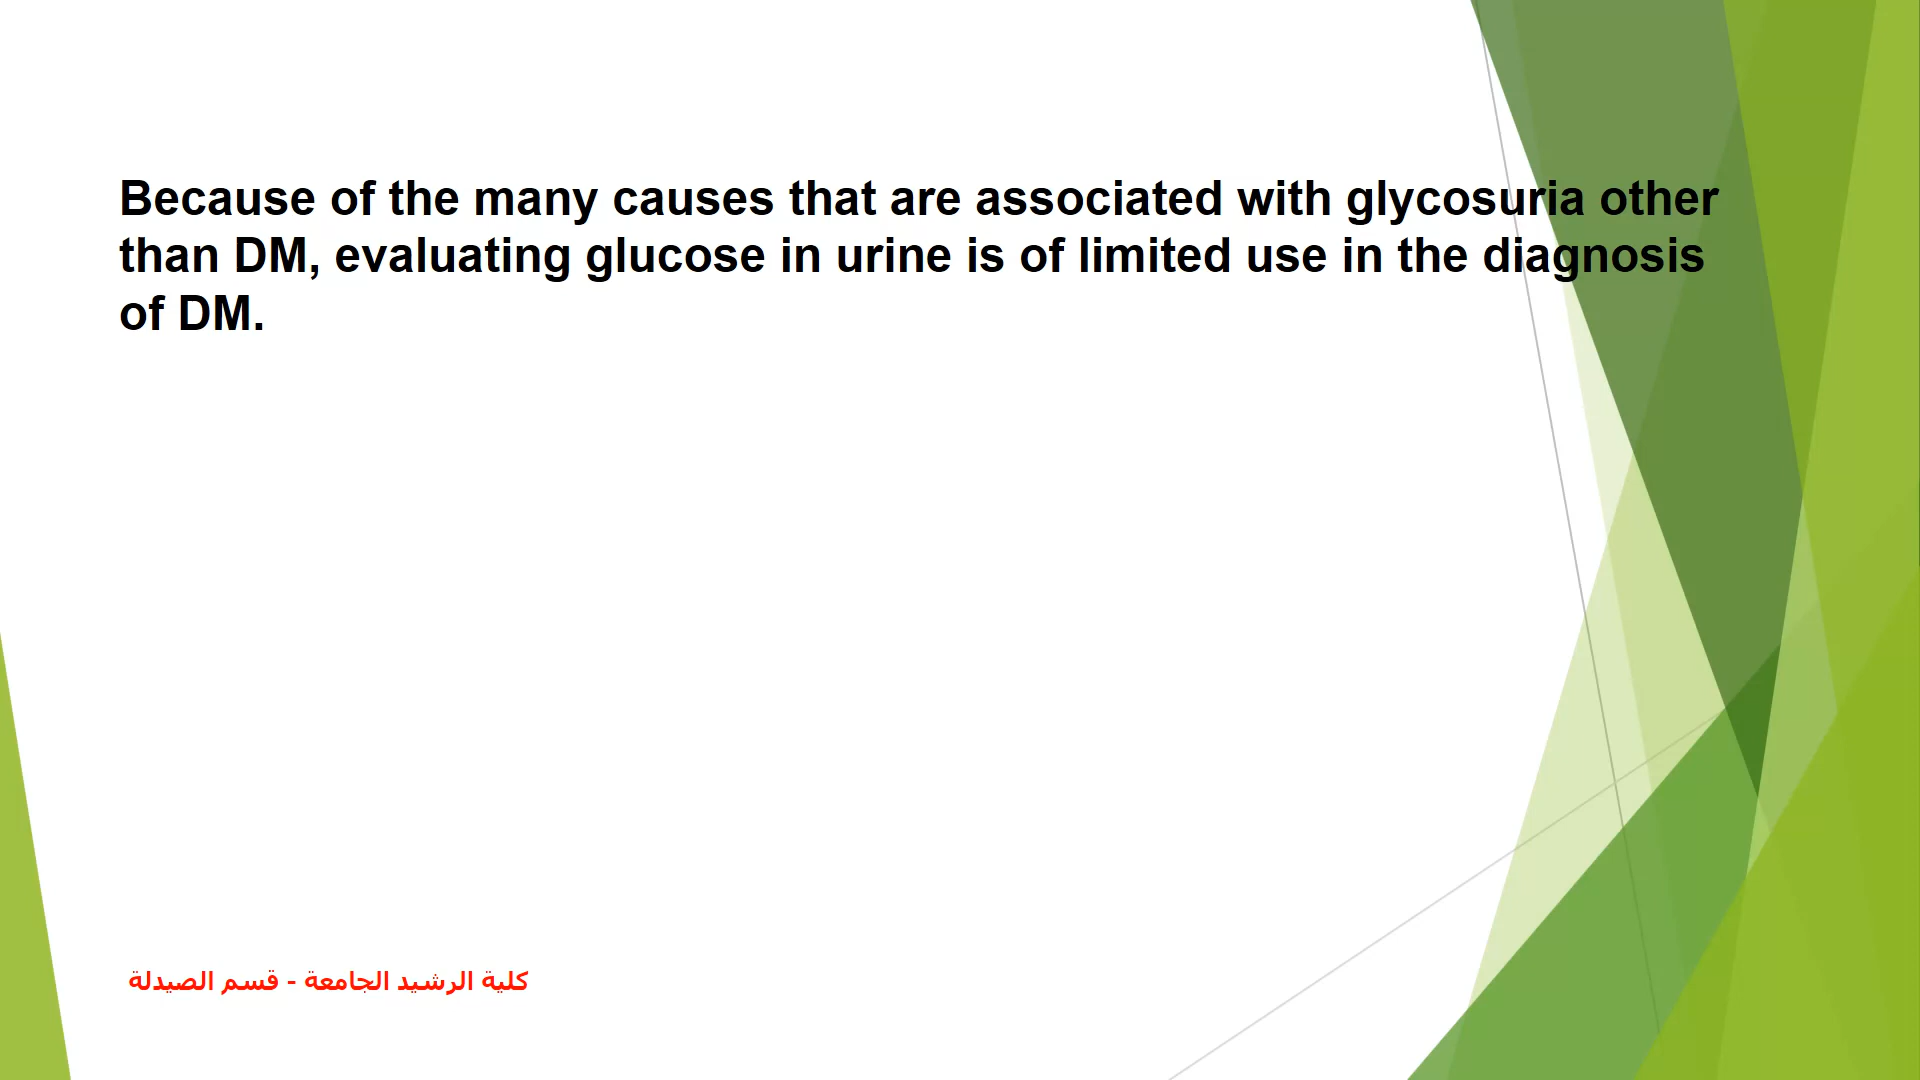 Because of the many causes that are associated with glycosuria other
than DM, evaluating glucose in urine is of limited use in the diagnosis
of DM.
كلية الرشيد الجامعة - قسم الصيدلة